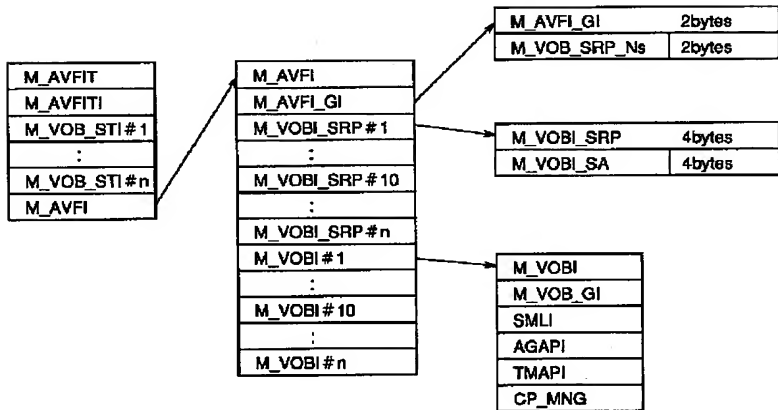 M_AVFIT
M_AVFITI
M_VOB_STI#1
:
M_VOB_STI#n
M_AVFI
M_AVFI
M_AVFI_GI
M_VOBI_SRP#1
:
M_VOBI_SRP#10
:
M_VOBI_SRP#n
M_VOBI#1
:
M_VOBI#10
:
M_VOBI#n
M_AVFI_GI 2bytes
M_VOB_SRP_Ns 2bytes
M_VOBI_SRP 4bytes
M_VOBI_SA 4bytes
M_VOBI
M_VOB_GI
SMLI
AGAPI
TMAPI
CP_MNG